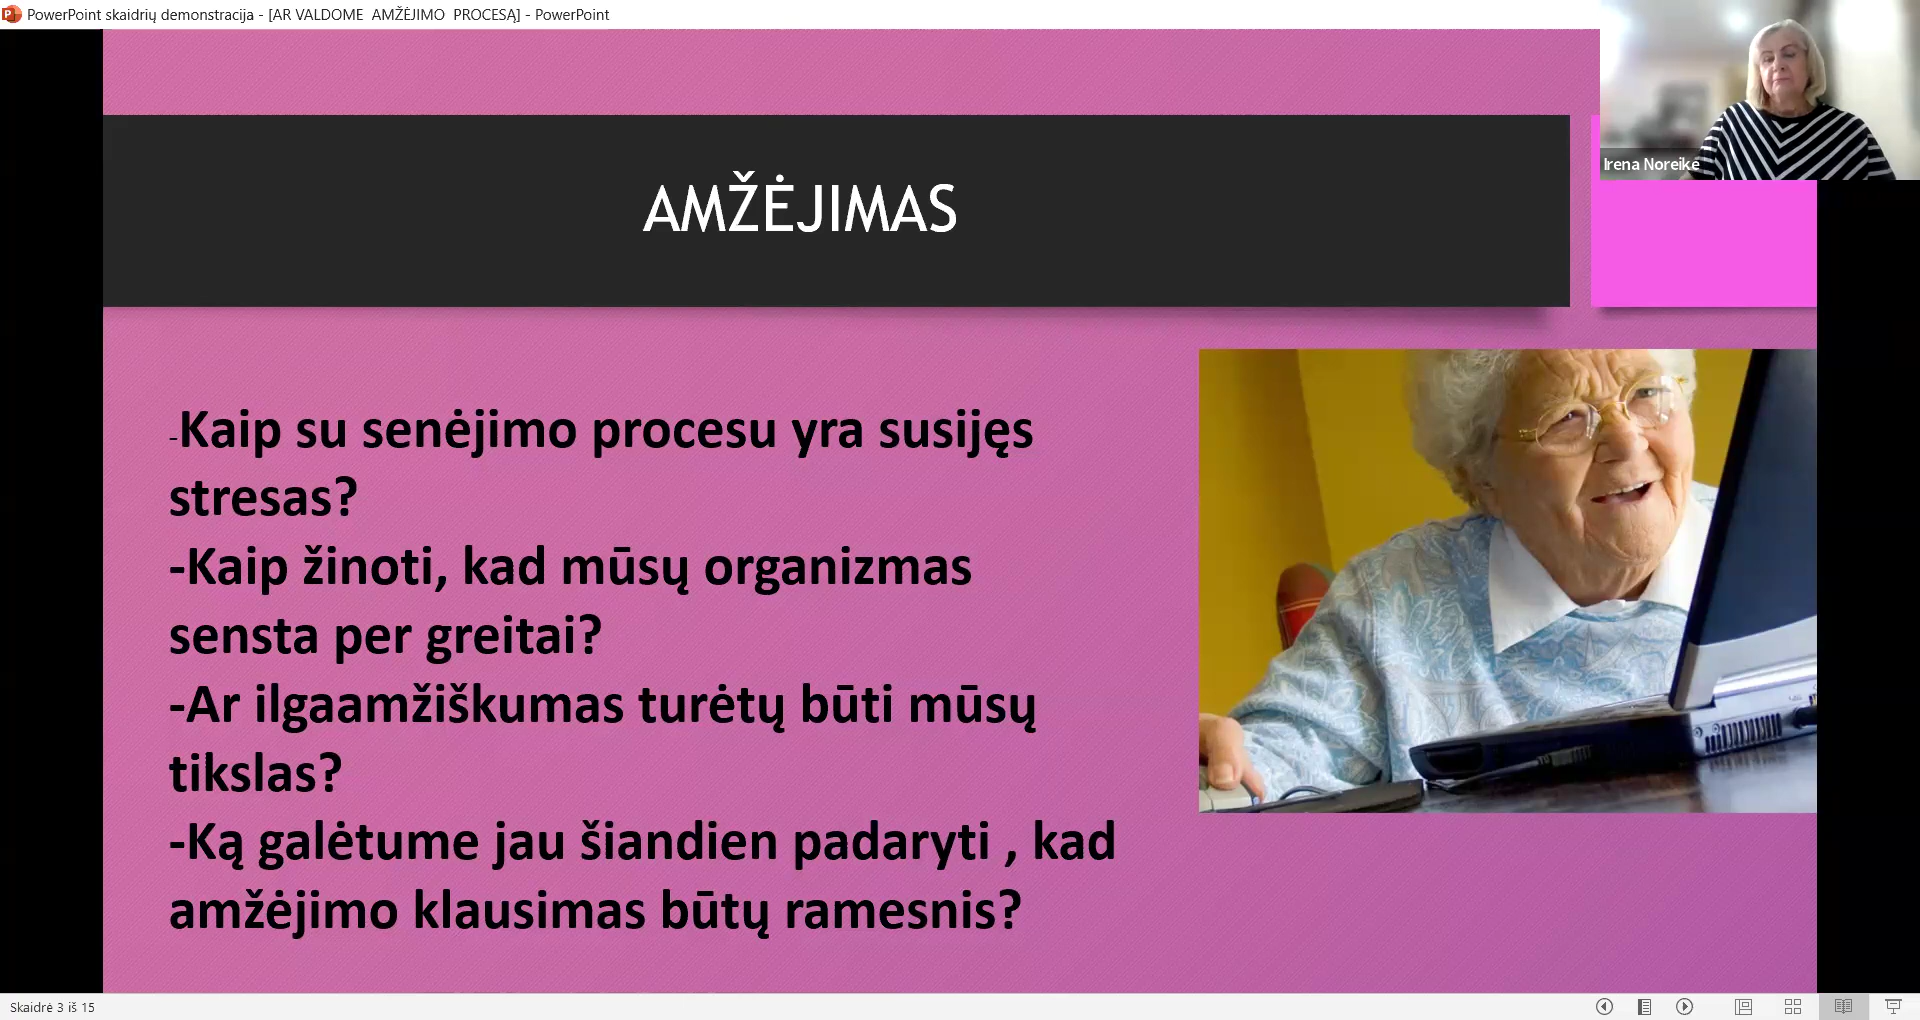 PowerPoint skaidrių demonstracija - [AR VALDOME  AMŽĖJIMO  PROCESĄ] - PowerPoint
Irena Noreikė
AMŽĖJIMAS
-Kaip su senėjimo procesu yra susijęs
stresas?
-Kaip žinoti, kad mūsų organizmas
sensta per greitai?
-Ar ilgaamžiškumas turėtų būti mūsų
tikslas?
-Ką galėtume jau šiandien padaryti , kad
amžėjimo klausimas būtų ramesnis?
Skaidrė 3 iš 15